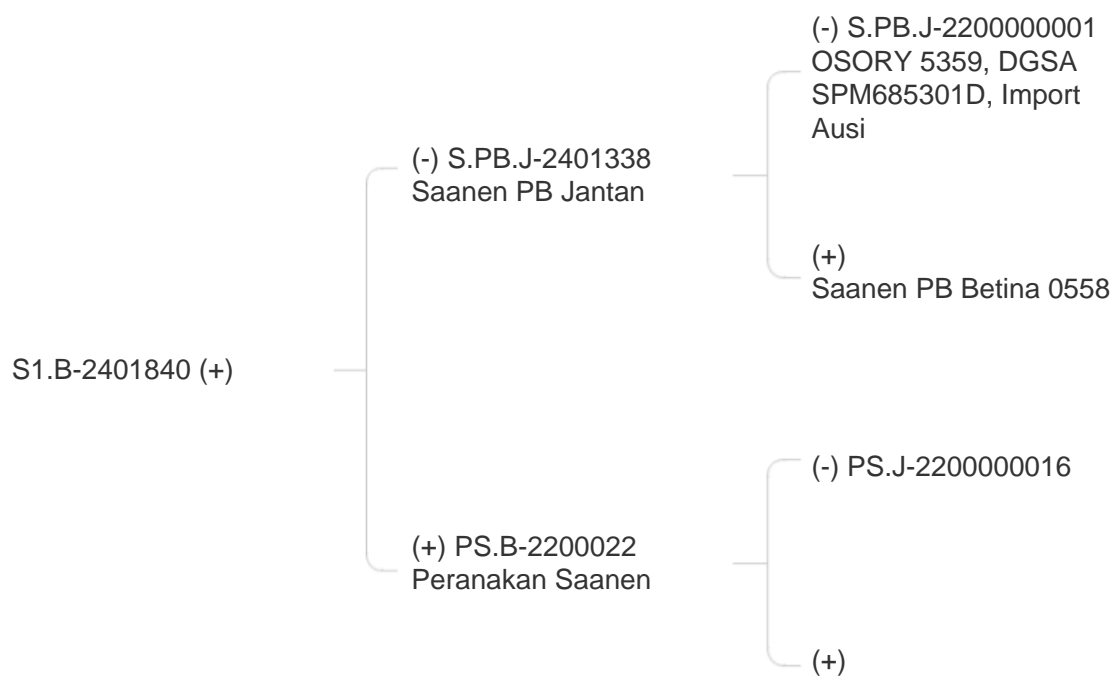 (-) S.PB.J-2200000001
OSORY 5359, DGSA
SPM685301D, Import
Ausi
(-) S.PB.J-2401338
Saanen PB Jantan
(+)
Saanen PB Betina 0558
S1.B-2401840 (+)
(-) PS.J-2200000016
(+) PS.B-2200022
Peranakan Saanen
(+)